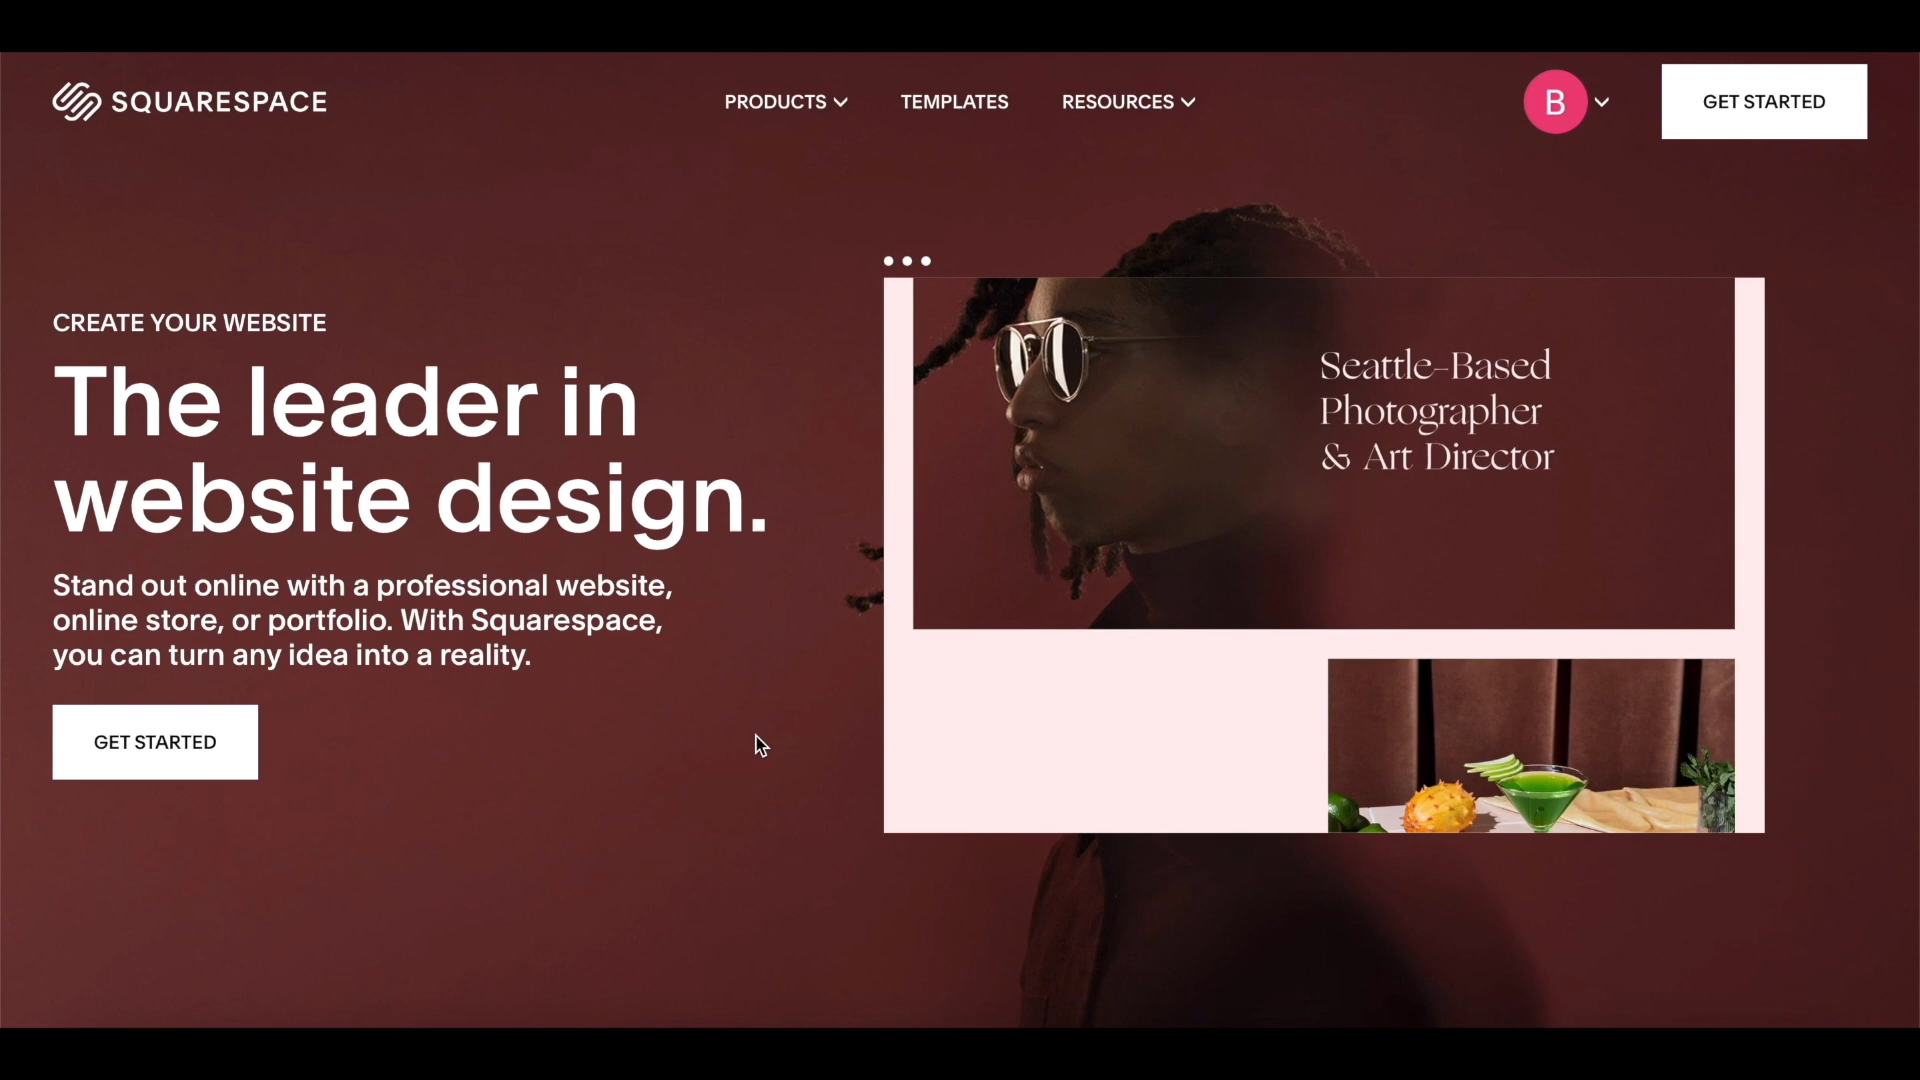 SQUARESPACE
PRODUCTS
TEMPLATES
RESOURCES
B
GET STARTED
CREATE YOUR WEBSITE
The leader in
website design.
Stand out online with a professional website,
online store, or portfolio. With Squarespace,
you can turn any idea into a reality.
GET STARTED
Seattle-Based
Photographer
& Art Director